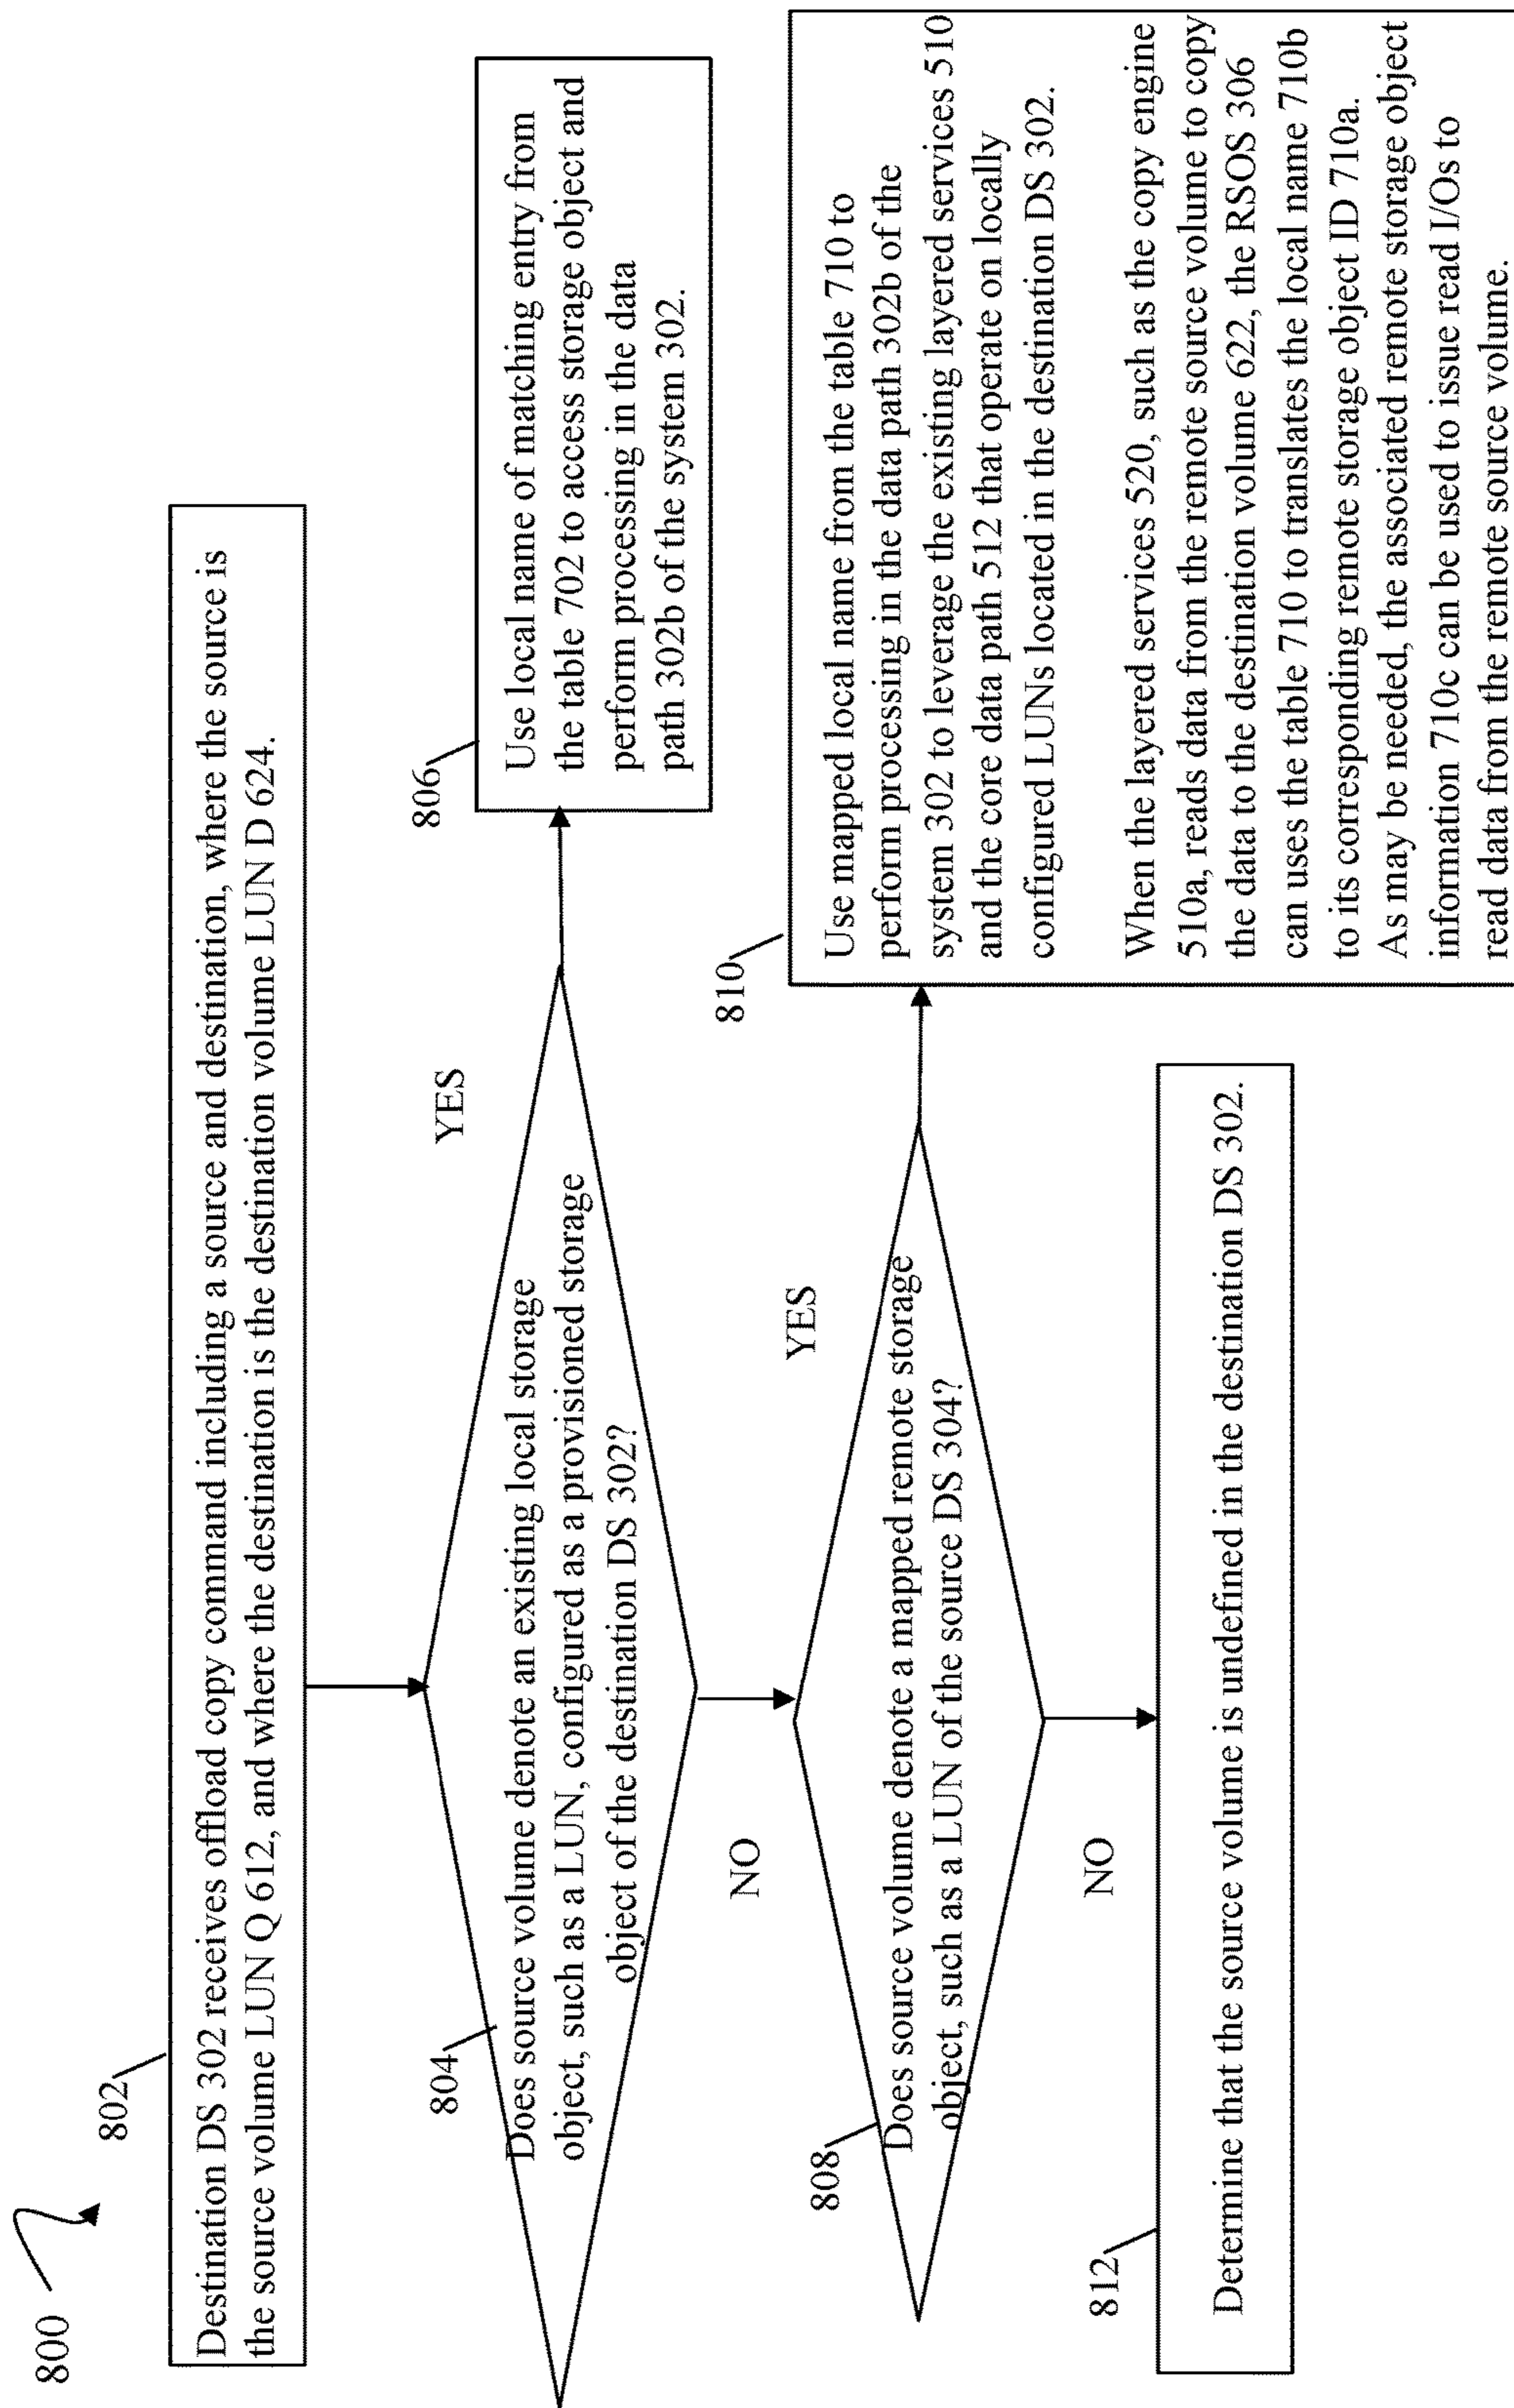 800
802
Destination DS 302 receives offload copy command including a source and destination, where the source is
the source volume LUN Q 612, and where the destination is the destination volume LUN D 624.
804
Does source volume denote an existing local storage
object, such as a LUN, configured as a provisioned storage
object of the destination DS 302?
YES
806
Use local name of matching entry from
the table 702 to access storage object and
perform processing in the data
path 302b of the system 302.
NO
808
Does source volume denote a mapped remote storage
object, such as a LUN of the source DS 304?
YES
810
Use mapped local name from the table 710 to
perform processing in the data path 302b of the
system 302 to leverage the existing layered services 510
and the core data path 512 that operate on locally
configured LUNs located in the destination DS 302.
When the layered services 520, such as the copy engine
510a, reads data from the remote source volume to copy
the data to the destination volume 622, the RSOS 306
can uses the table 710 to translates the local name 710b
to its corresponding remote storage object ID 710a.
As may be needed, the associated remote storage object
information 710c can be used to issue read I/Os to
read data from the remote source volume.
NO
812
Determine that the source volume is undefined in the destination DS 302.